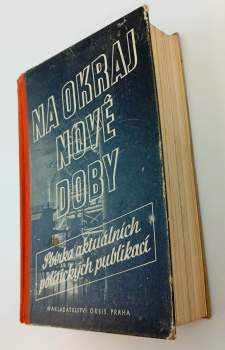 NA OKRAJ
NOVÉ
DOBY
Sbírka aktuálních
politických publikací
NAKLADATELSTVÍ ORBIS, PRAHA